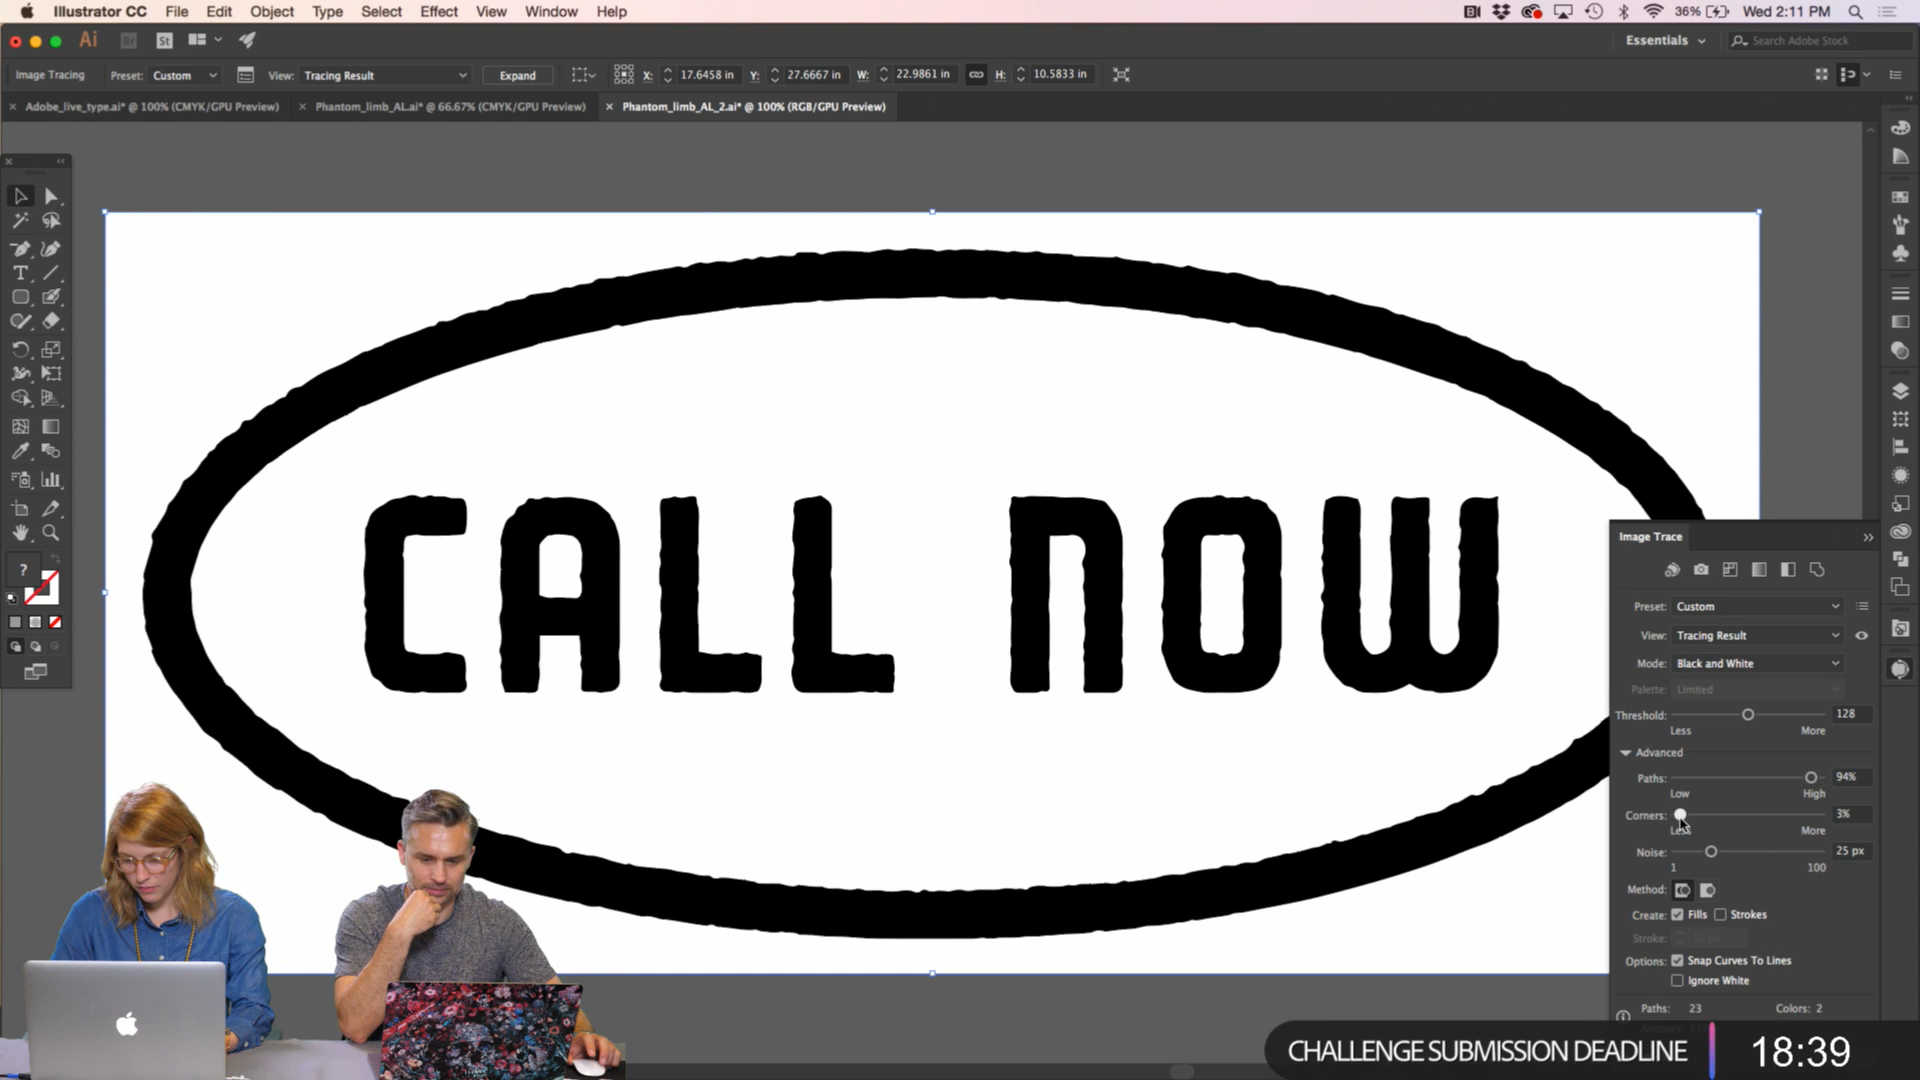 Illustrator CC File Edit Object Type Select Effect View Window Help 36% Wed 2:11 PM
Ai Br St Essentials Search Adobe Stock
Image Tracing Preset: Custom View: Tracing Result Expand X: 17.6458 in Y: 27.6667 in W: 22.9861 in H: 10.5833 in
× Adobe_live_type.ai* @ 100% (CMYK/GPU Preview) × Phantom_limb_AL.ai* @ 66.67% (CMYK/GPU Preview) × Phantom_limb_AL_2.ai* @ 100% (RGB/GPU Preview)
CALL NOW
?
Image Trace
Preset: Custom
View: Tracing Result
Mode: Black and White
Palette: Limited
Threshold: 128
Less More
Advanced
Paths: 94%
Low High
Corners: 3%
Less More
Noise: 25 px
1 100
Method:
Create: Fills Strokes
Stroke:
Options: Snap Curves To Lines
Ignore White
Paths: 23 Colors: 2
CHALLENGE SUBMISSION DEADLINE 18:39